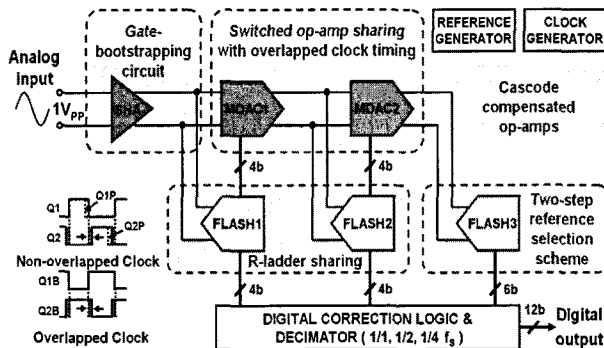 Gate-
bootstrapping
circuit
Switched op-amp sharing
with overlapped clock timing
REFERENCE
GENERATOR
CLOCK
GENERATOR
Analog
input
1Vpp
SHA
MDAC1
MDAC2
Cascode
compensated
op-amps
4b
4b
Q1
Q1P
Q2
Q2P
Non-overlapped Clock
Q1B
Q2B
Overlapped Clock
FLASH1
FLASH2
FLASH3
R-ladder sharing
Two-step
reference
selection
scheme
4b
4b
6b
DIGITAL CORRECTION LOGIC &
DECIMATOR ( 1/1, 1/2, 1/4 fs )
12b
Digital
output